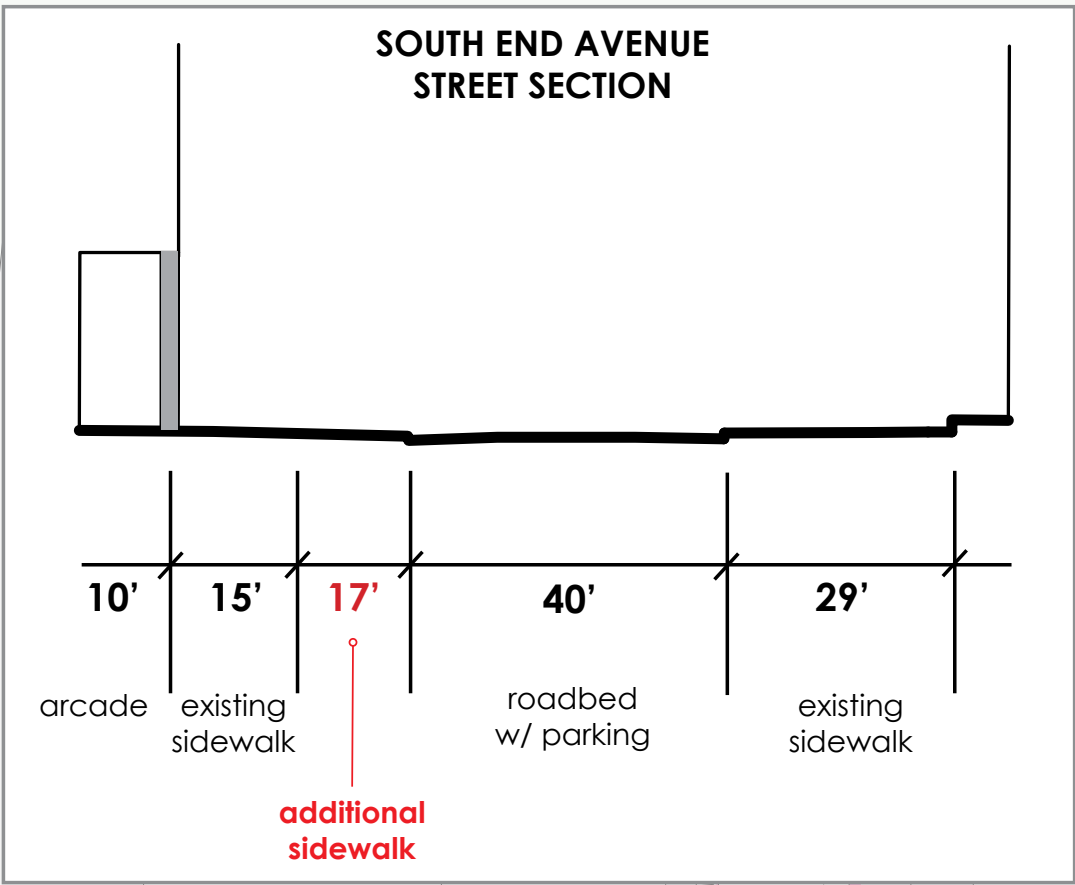 SOUTH END AVENUE
STREET SECTION
10’
15’
17’
40’
29’
arcade
existing
sidewalk
roadbed
w/ parking
existing
sidewalk
additional
sidewalk